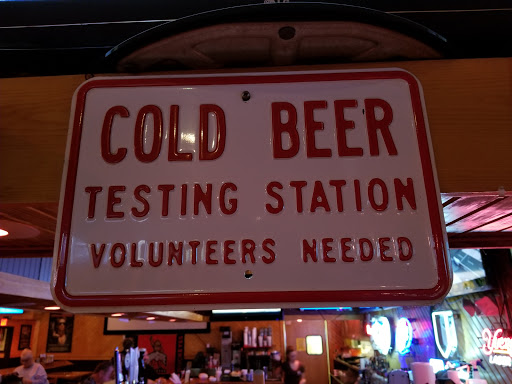 COLD BEER
TESTING STATION
VOLUNTEERS NEEDED